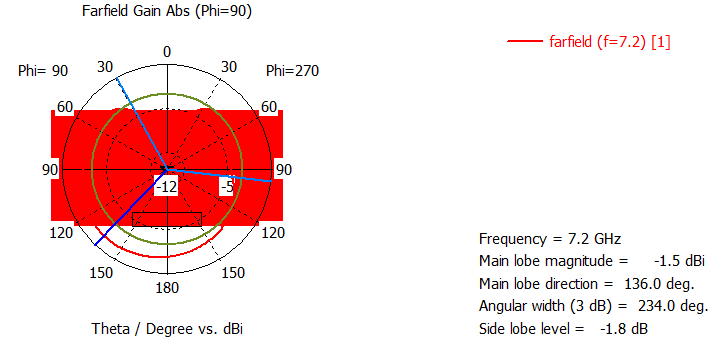 Farfield Gain Abs (Phi=90)
farfield (f=7.2) [1]
0
Phi= 90
30
30
Phi=270
60
60
90
-12
-5
90
120
120
150
150
180
Theta / Degree vs. dBi
Frequency = 7.2 GHz
Main lobe magnitude = -1.5 dBi
Main lobe direction = 136.0 deg.
Angular width (3 dB) = 234.0 deg.
Side lobe level = -1.8 dB